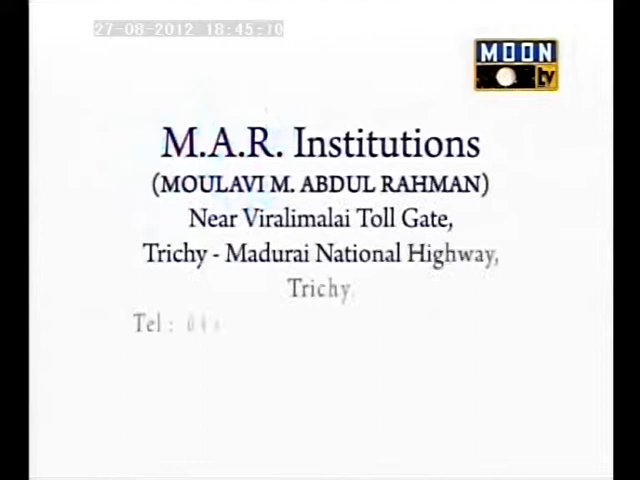 27-08-2012 18:45:10
MOON
tv
M.A.R. Institutions
(MOULAVI M. ABDUL RAHMAN)
Near Viralimalai Toll Gate,
Trichy - Madurai National Highway,
Trichy.
Tel :